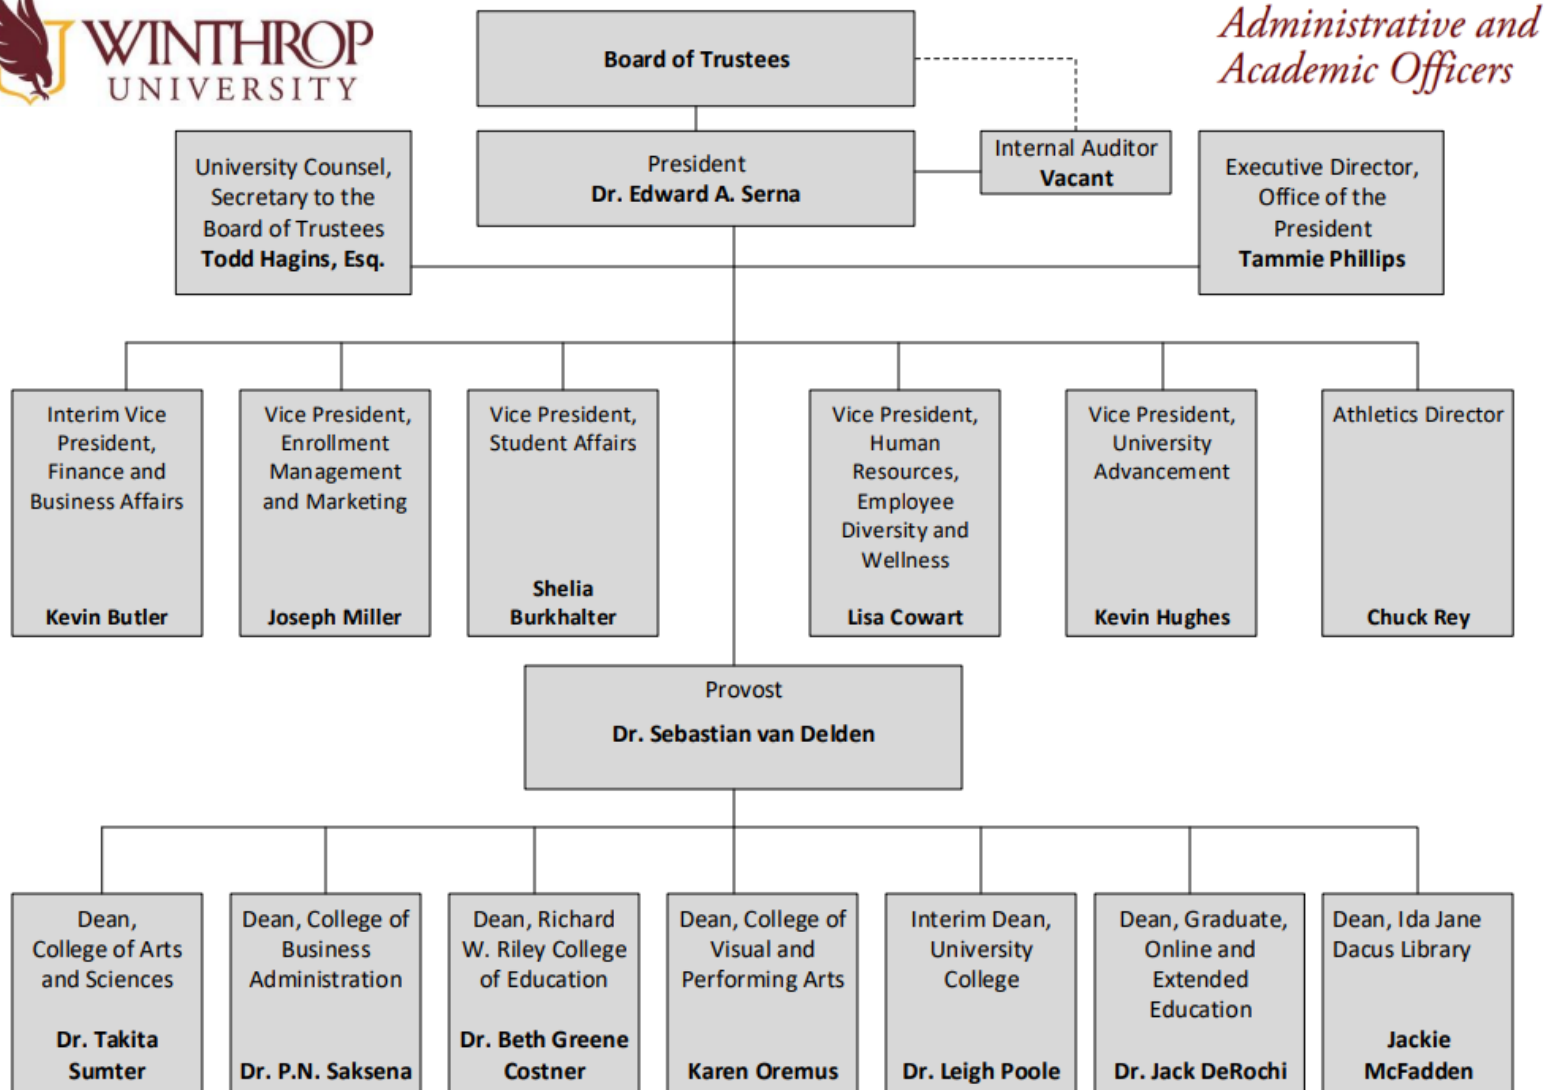 WINTHROP
UNIVERSITY
Administrative and
Academic Officers
Board of Trustees
University Counsel,
Secretary to the
Board of Trustees
Todd Hagins, Esq.
President
Dr. Edward A. Serna
Internal Auditor
Vacant
Executive Director,
Office of the
President
Tammie Phillips
Interim Vice
President,
Finance and
Business Affairs
Kevin Butler
Vice President,
Enrollment
Management
and Marketing
Joseph Miller
Vice President,
Student Affairs
Shelia
Burkhalter
Vice President,
Human
Resources,
Employee
Diversity and
Wellness
Lisa Cowart
Vice President,
University
Advancement
Kevin Hughes
Athletics Director
Chuck Rey
Provost
Dr. Sebastian van Delden
Dean,
College of Arts
and Sciences
Dr. Takita
Sumter
Dean, College of
Business
Administration
Dr. P.N. Saksena
Dean, Richard
W. Riley College
of Education
Dr. Beth Greene
Costner
Dean, College of
Visual and
Performing Arts
Karen Oremus
Interim Dean,
University
College
Dr. Leigh Poole
Dean, Graduate,
Online and
Extended
Education
Dr. Jack DeRochi
Dean, Ida Jane
Dacus Library
Jackie
McFadden